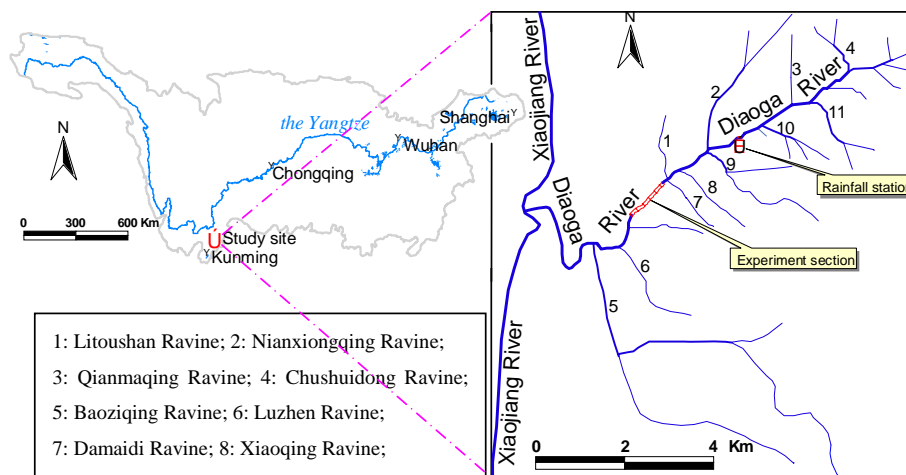 N
the Yangtze
Shanghai
Wuhan
Chongqing
0 300 600 Km
Study site
Kunming
1: Litoushan Ravine; 2: Nianxiongqing Ravine;
3: Qianmaqing Ravine; 4: Chushuidong Ravine;
5: Baoziqing Ravine; 6: Luzhen Ravine;
7: Damaidi Ravine; 8: Xiaoqing Ravine;
N
Xiaojiang River
Diaoga River
2
3
4
11
10
1
9
8
7
Rainfall station
Diaoga River
Experiment section
6
5
Xiaojiang River
0 2 4 Km